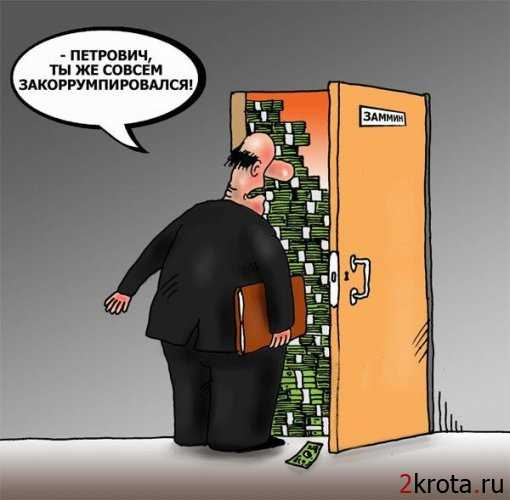 - ПЕТРОВИЧ,
ТЫ ЖЕ СОВСЕМ
ЗАКОРРУМПИРОВАЛСЯ!
ЗАММИН
2krota.ru